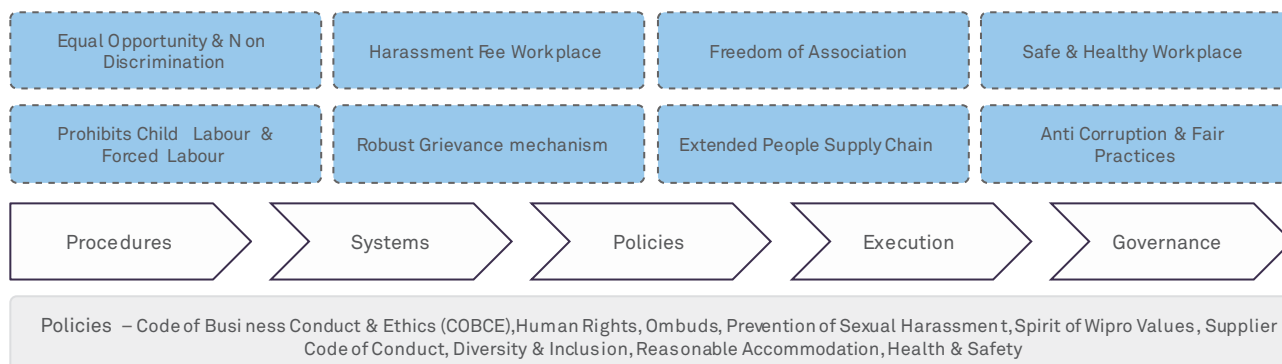 Equal Opportunity & Non
Discrimination
Harassment Fee Workplace
Freedom of Association
Safe & Healthy Workplace
Prohibits Child Labour &
Forced Labour
Robust Grievance mechanism
Extended People Supply Chain
Anti Corruption & Fair
Practices
Procedures
Systems
Policies
Execution
Governance
Policies – Code of Business Conduct & Ethics (COBCE),Human Rights, Ombuds, Prevention of Sexual Harassment, Spirit of Wipro Values, Supplier
Code of Conduct, Diversity & Inclusion, Reasonable Accommodation, Health & Safety